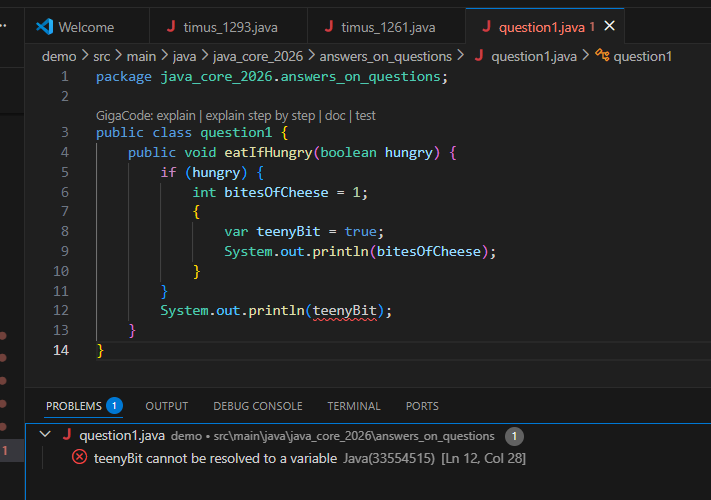 Welcome
timus_1293.java
timus_1261.java
question1.java 1
demo > src > main > java > java_core_2026 > answers_on_questions > question1.java > question1
1 package java_core_2026.answers_on_questions;
2
GigaCode: explain | explain step by step | doc | test
3 public class question1 {
4     public void eatIfHungry(boolean hungry) {
5         if (hungry) {
6             int bitesOfCheese = 1;
7             {
8                 var teenyBit = true;
9                 System.out.println(bitesOfCheese);
10             }
11         }
12         System.out.println(teenyBit);
13     }
14 }
PROBLEMS 1 OUTPUT DEBUG CONSOLE TERMINAL PORTS
question1.java demo • src\main\java\java_core_2026\answers_on_questions 1
teenyBit cannot be resolved to a variable Java(33554515) [Ln 12, Col 28]
1